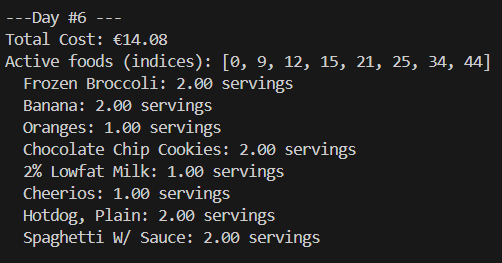 ---Day #6 ---
Total Cost: €14.08
Active foods (indices): [0, 9, 12, 15, 21, 25, 34, 44]
Frozen Broccoli: 2.00 servings
Banana: 2.00 servings
Oranges: 1.00 servings
Chocolate Chip Cookies: 2.00 servings
2% Lowfat Milk: 1.00 servings
Cheerios: 1.00 servings
Hotdog, Plain: 2.00 servings
Spaghetti W/ Sauce: 2.00 servings